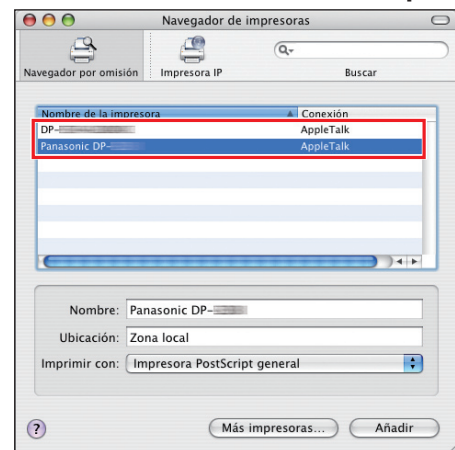 Navegador de impresoras
Navegador por omisión Impresora IP Buscar
Nombre de la impresora Conexión
DP- AppleTalk
Panasonic DP- AppleTalk
Nombre: Panasonic DP-
Ubicación: Zona local
Imprimir con: Impresora PostScript general
? Más impresoras... Añadir